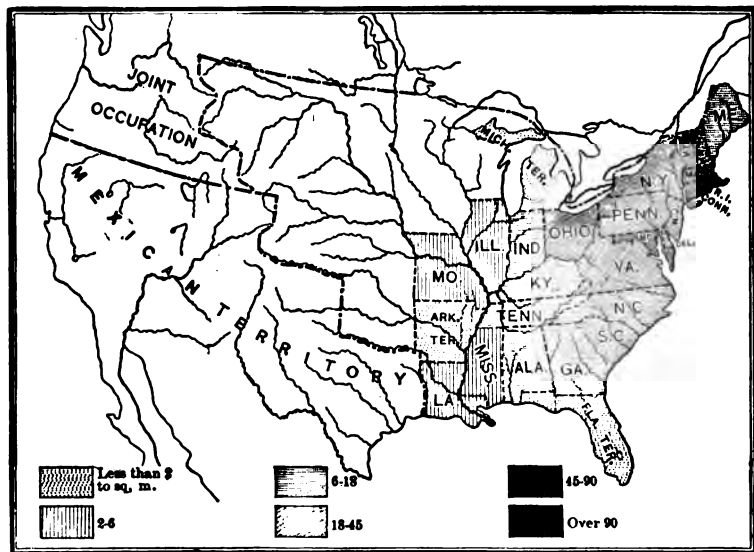 JOINT
OCCUPATION
MEXICAN TERRITORY
MICH.
TER.
M
N.Y.
R.I.
CONN.
PENN.
OHIO
IND
ILL.
MO
VA.
KY.
ARK.
TER.
TENN
N.C.
S.C.
MISS
ALA.
GA.
LA.
FLA. TER.
Less than 2
to sq. m.
6-18
45-90
2-6
18-45
Over 90